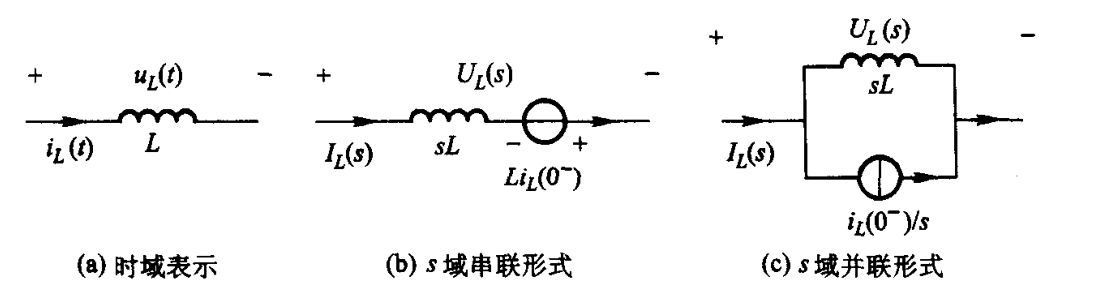 + u_L(t) −
i_L(t) L
(a) 时域表示
+ U_L(s) −
I_L(s) sL − +
Li_L(0⁻)
(b) s 域串联形式
+ U_L(s) −
sL
I_L(s)
i_L(0⁻)/s
(c) s 域并联形式